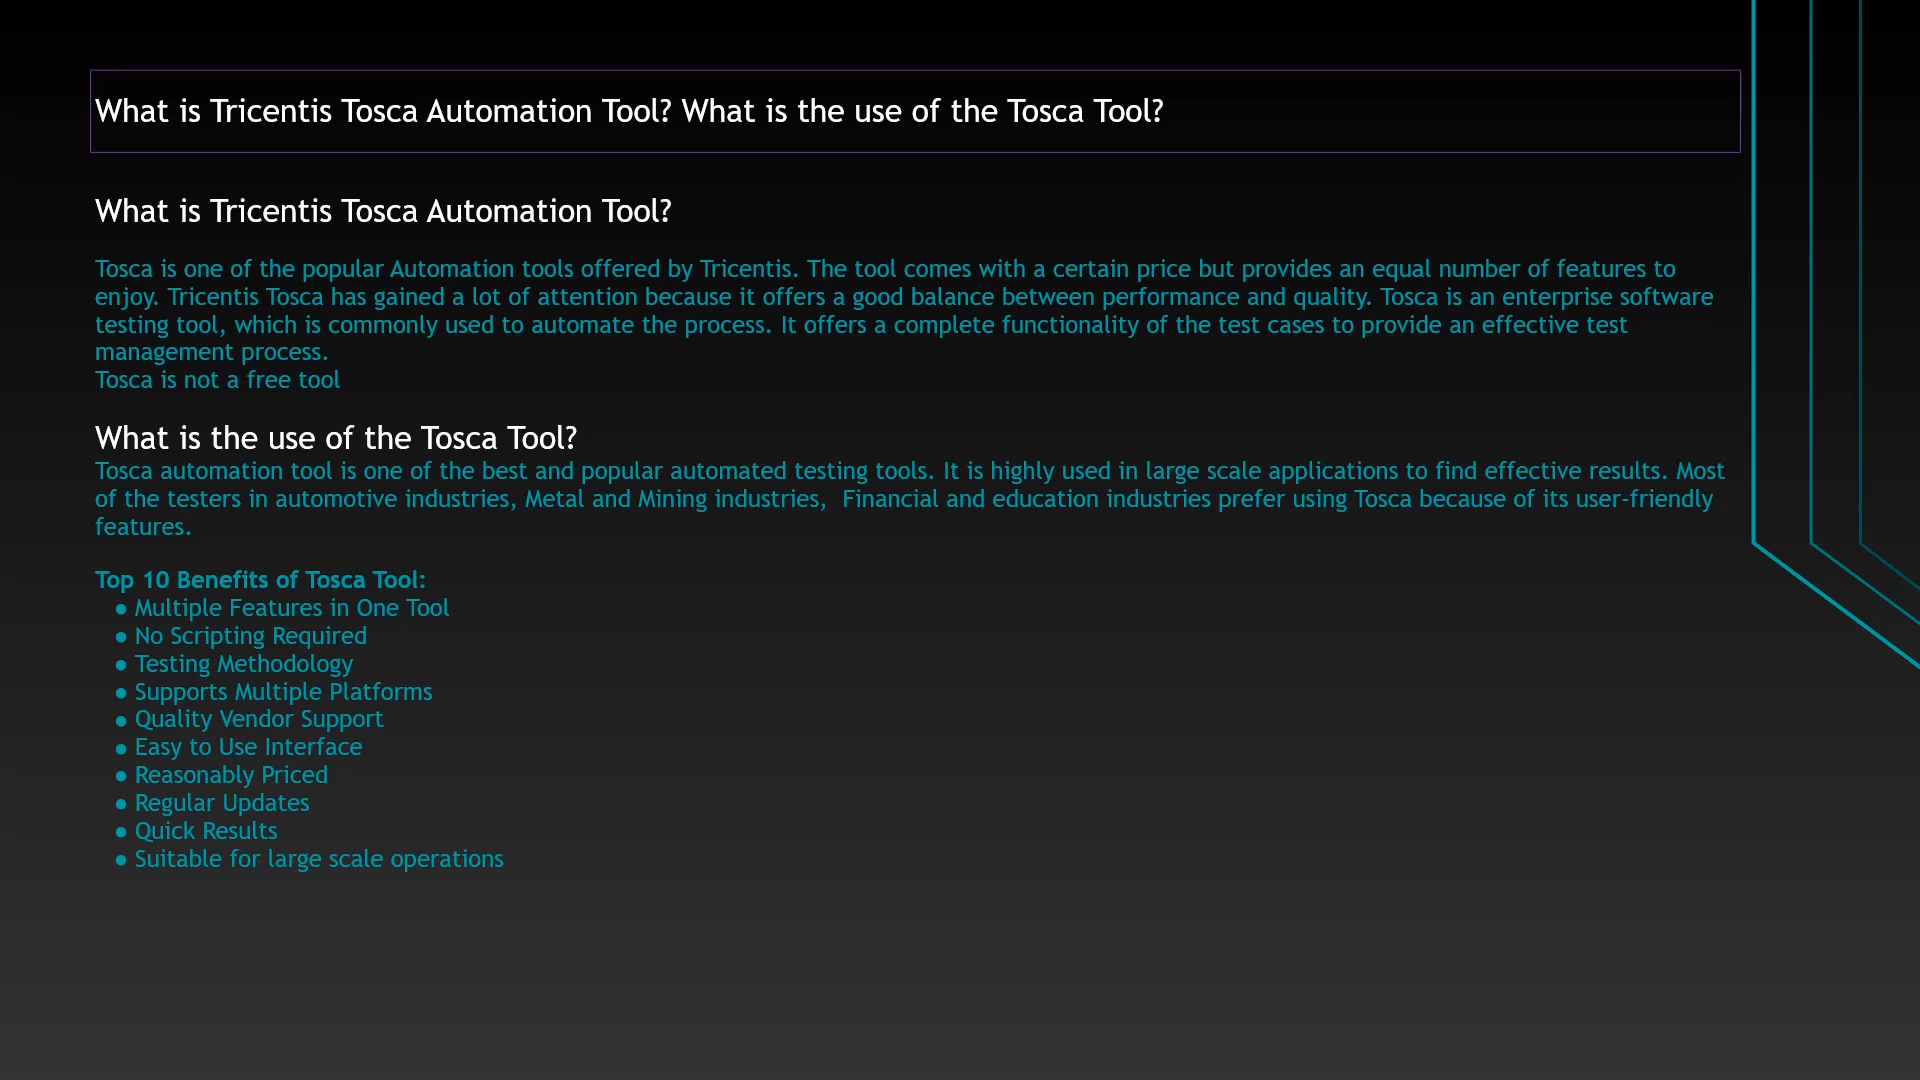 What is Tricentis Tosca Automation Tool? What is the use of the Tosca Tool?
What is Tricentis Tosca Automation Tool?
Tosca is one of the popular Automation tools offered by Tricentis. The tool comes with a certain price but provides an equal number of features to
enjoy. Tricentis Tosca has gained a lot of attention because it offers a good balance between performance and quality. Tosca is an enterprise software
testing tool, which is commonly used to automate the process. It offers a complete functionality of the test cases to provide an effective test
management process.
Tosca is not a free tool
What is the use of the Tosca Tool?
Tosca automation tool is one of the best and popular automated testing tools. It is highly used in large scale applications to find effective results. Most
of the testers in automotive industries, Metal and Mining industries,  Financial and education industries prefer using Tosca because of its user-friendly
features.
Top 10 Benefits of Tosca Tool:
● Multiple Features in One Tool
● No Scripting Required
● Testing Methodology
● Supports Multiple Platforms
● Quality Vendor Support
● Easy to Use Interface
● Reasonably Priced
● Regular Updates
● Quick Results
● Suitable for large scale operations